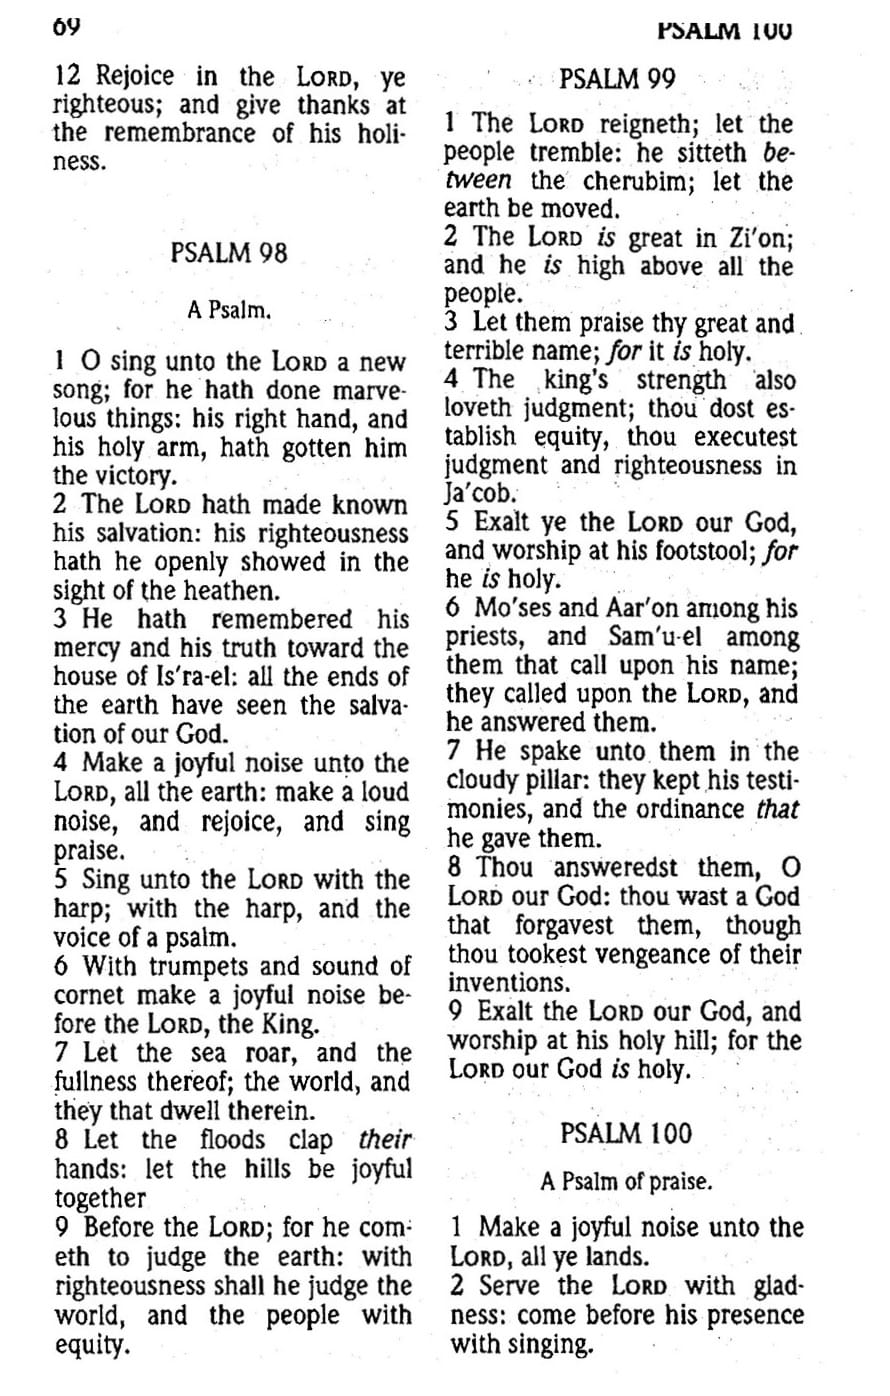 69
PSALM 100
12 Rejoice in the LORD, ye
righteous; and give thanks at
the remembrance of his holi-
ness.
PSALM 98
A Psalm.
1 O sing unto the LORD a new
song; for he hath done marve-
lous things: his right hand, and
his holy arm, hath gotten him
the victory.
2 The LORD hath made known
his salvation: his righteousness
hath he openly showed in the
sight of the heathen.
3 He hath remembered his
mercy and his truth toward the
house of Is′ra-el: all the ends of
the earth have seen the salva-
tion of our God.
4 Make a joyful noise unto the
LORD, all the earth: make a loud
noise, and rejoice, and sing
praise.
5 Sing unto the LORD with the
harp; with the harp, and the
voice of a psalm.
6 With trumpets and sound of
cornet make a joyful noise be-
fore the LORD, the King.
7 Let the sea roar, and the
fullness thereof; the world, and
they that dwell therein.
8 Let the floods clap their
hands: let the hills be joyful
together
9 Before the LORD; for he com-
eth to judge the earth: with
righteousness shall he judge the
world, and the people with
equity.
PSALM 99
1 The LORD reigneth; let the
people tremble: he sitteth be-
tween the cherubim; let the
earth be moved.
2 The LORD is great in Zi′on;
and he is high above all the
people.
3 Let them praise thy great and
terrible name; for it is holy.
4 The king's strength also
loveth judgment; thou dost es-
tablish equity, thou executest
judgment and righteousness in
Ja′cob.
5 Exalt ye the LORD our God,
and worship at his footstool; for
he is holy.
6 Mo′ses and Aar′on among his
priests, and Sam′u-el among
them that call upon his name;
they called upon the LORD, and
he answered them.
7 He spake unto them in the
cloudy pillar: they kept his testi-
monies, and the ordinance that
he gave them.
8 Thou answeredst them, O
LORD our God: thou wast a God
that forgavest them, though
thou tookest vengeance of their
inventions.
9 Exalt the LORD our God, and
worship at his holy hill; for the
LORD our God is holy.
PSALM 100
A Psalm of praise.
1 Make a joyful noise unto the
LORD, all ye lands.
2 Serve the LORD with glad-
ness: come before his presence
with singing.